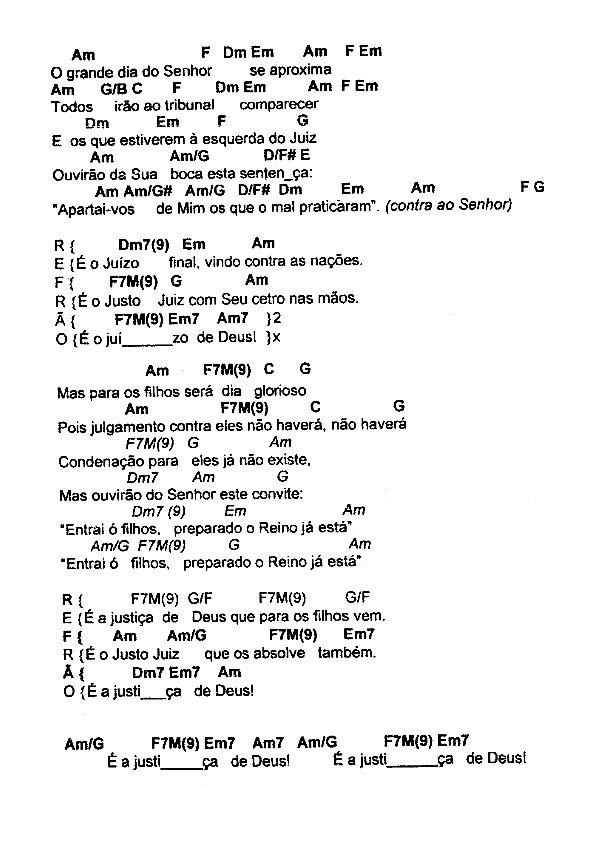 Am F Dm Em Am F Em
O grande dia do Senhor se aproxima
Am G/B C F Dm Em Am F Em
Todos irão ao tribunal comparecer
Dm Em F G
E os que estiverem à esquerda do Juiz
Am Am/G D/F# E
Ouvirão da Sua boca esta senten_ça:
Am Am/G# Am/G D/F# Dm Em Am F G
"Apartai-vos de Mim os que o mal praticaram". (contra ao Senhor)
R { Dm7(9) Em Am
E {É o Juízo final, vindo contra as nações.
F { F7M(9) G Am
R {É o Justo Juiz com Seu cetro nas mãos.
Ã { F7M(9) Em7 Am7 }2
O {É o juí______zo de Deus! }x
Am F7M(9) C G
Mas para os filhos será dia glorioso
Am F7M(9) C G
Pois julgamento contra eles não haverá, não haverá
F7M(9) G Am
Condenação para eles já não existe,
Dm7 Am G
Mas ouvirão do Senhor este convite:
Dm7 (9) Em Am
"Entrai ó filhos, preparado o Reino já está"
Am/G F7M(9) G Am
"Entrai ó filhos, preparado o Reino já está"
R { F7M(9) G/F F7M(9) G/F
E {É a justiça de Deus que para os filhos vem.
F { Am Am/G F7M(9) Em7
R {É o Justo Juiz que os absolve também.
Ã { Dm7 Em7 Am
O {É a justi___ça de Deus!
Am/G F7M(9) Em7 Am7 Am/G F7M(9) Em7
É a justi_____ça de Deus! É a justi______ça de Deus!